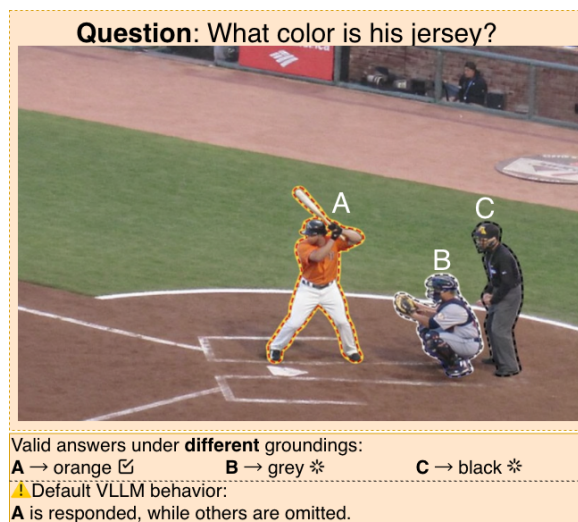 Question: What color is his jersey?
A
C
B
Valid answers under different groundings:
A → orange B → grey C → black
Default VLLM behavior:
A is responded, while others are omitted.